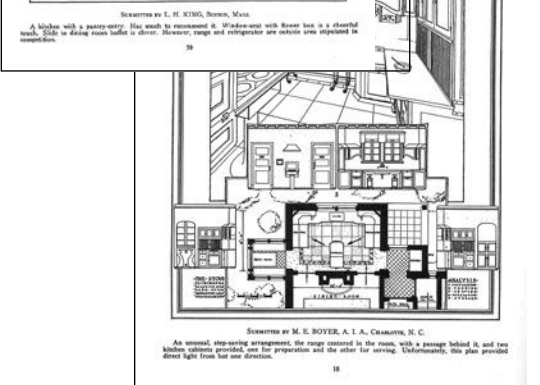 SUBMITTED BY L. H. KING, BOSTON, MASS.
A kitchen with a pantry-entry. Has much to recommend it. Window-seat with flower box is a cheerful
touch. Slide to dining room buffet is clever. However, range and refrigerator are outside area stipulated in
competition.
50
DINING ROOM
ANALYSIS
SUBMITTED BY M. E. BOYER, A. I. A., CHARLOTTE, N. C.
An unusual, step-saving arrangement, the range centered in the room, with a passage behind it, and two
kitchen cabinets provided, one for preparation and the other for serving. Unfortunately, this plan provided
direct light from but one direction.
18